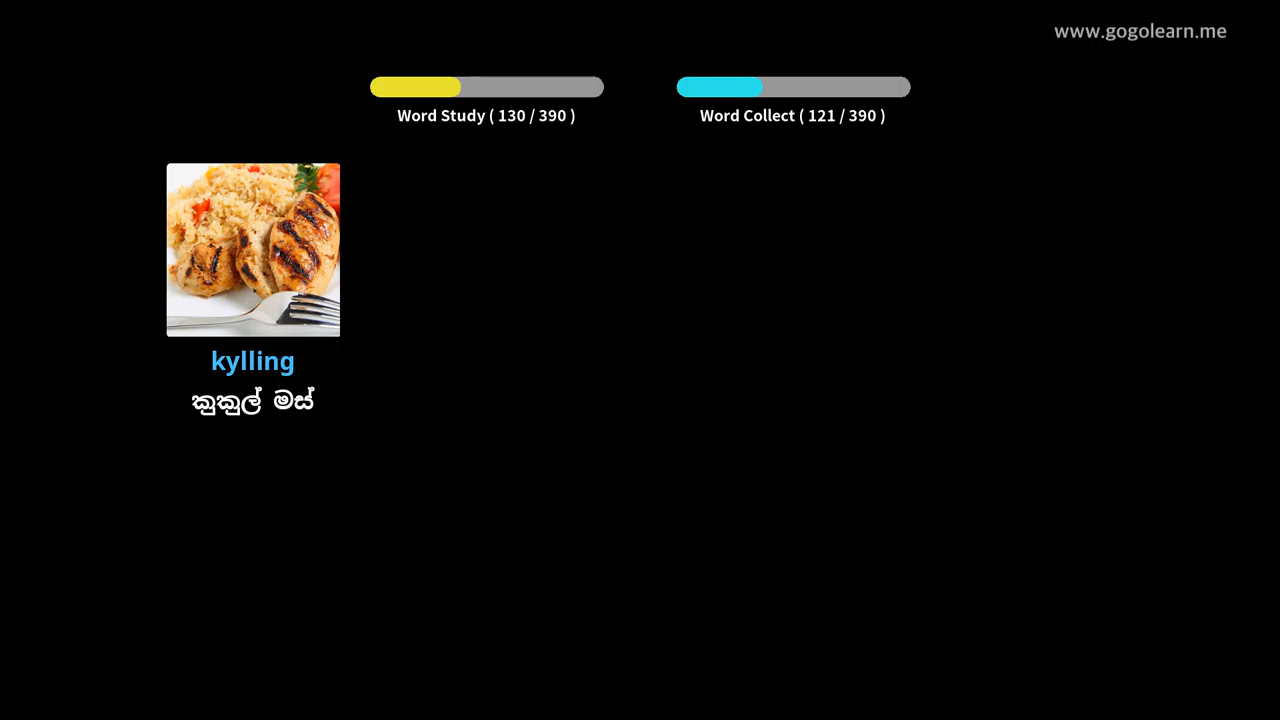 www.gogolearn.me
Word Study ( 130 / 390 )
Word Collect ( 121 / 390 )
kylling
කුකුල් මස්